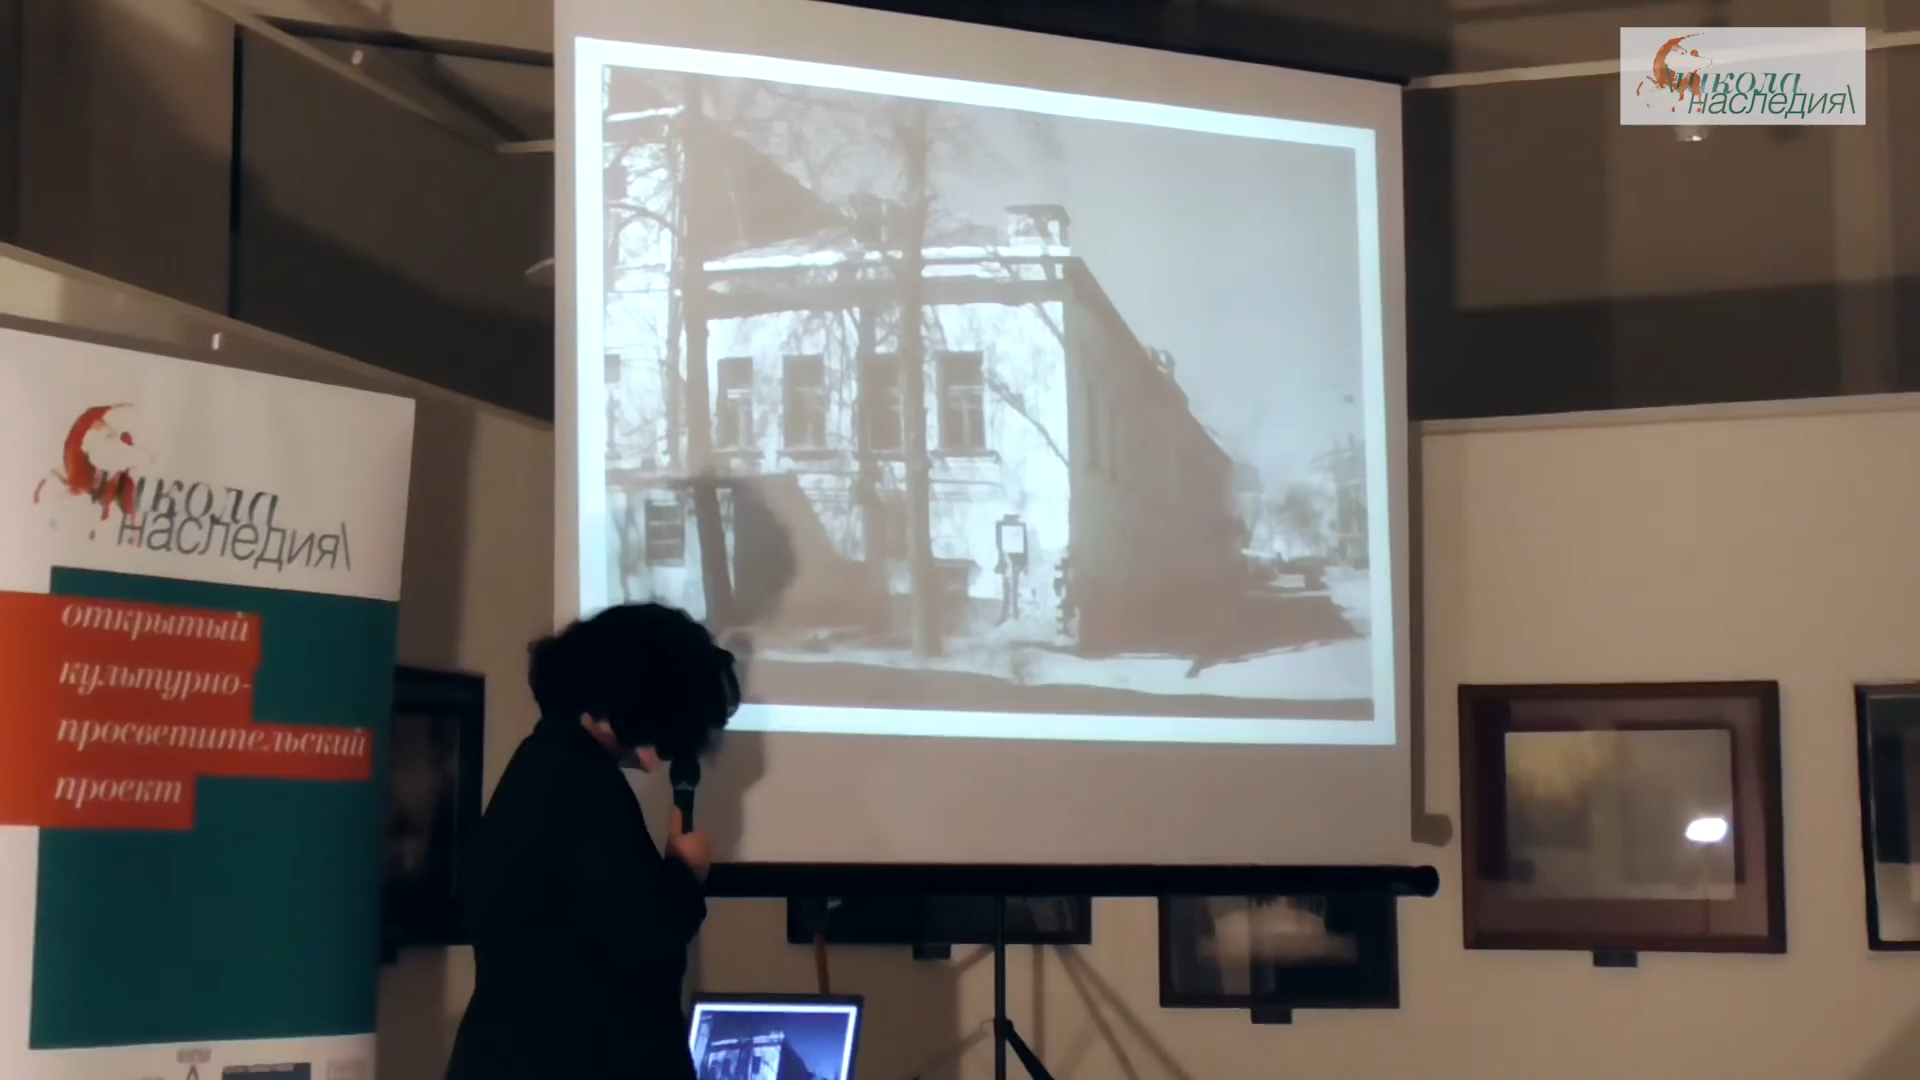 школа
наследия\
школа
наследия\
открытый
культурно-
просветительский
проект